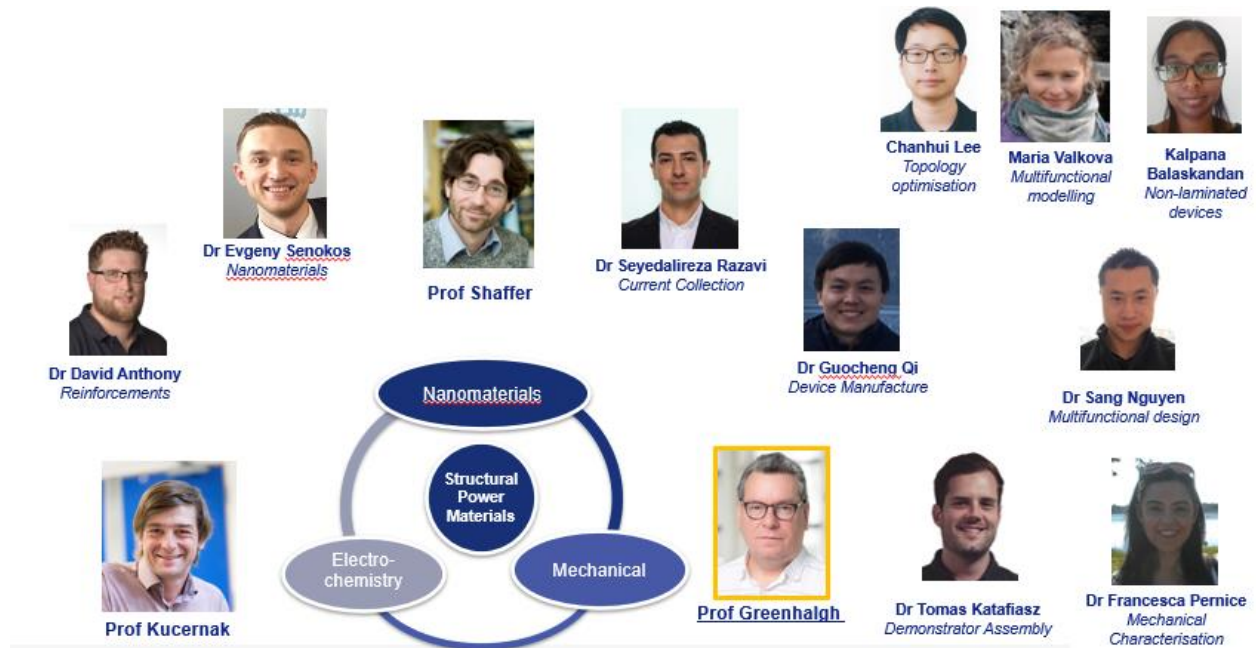 Chanhui Lee
Topology
optimisation
Maria Valkova
Multifunctional
modelling
Kalpana
Balaskandan
Non-laminated
devices
Dr Evgeny Senokos
Nanomaterials
Prof Shaffer
Dr Seyedalireza Razavi
Current Collection
Dr David Anthony
Reinforcements
Dr Guocheng Qi
Device Manufacture
Dr Sang Nguyen
Multifunctional design
Nanomaterials
Structural
Power
Materials
Electro-
chemistry
Mechanical
Prof Kucernak
Prof Greenhalgh
Dr Tomas Katafiasz
Demonstrator Assembly
Dr Francesca Pernice
Mechanical
Characterisation